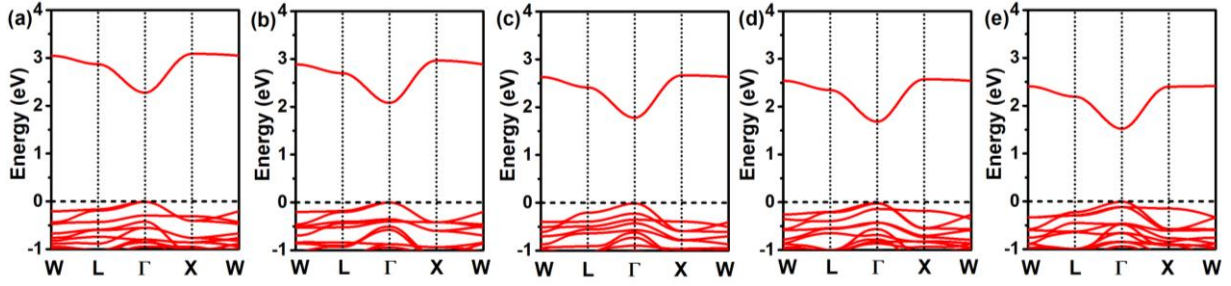 (a) (b) (c) (d) (e)
4 4 4 4 4
3 3 3 3 3
2 2 2 2 2
1 1 1 1 1
0 0 0 0 0
-1 -1 -1 -1 -1
Energy (eV) Energy (eV) Energy (eV) Energy (eV) Energy (eV)
W L Γ X W W L Γ X W W L Γ X W W L Γ X W W L Γ X W